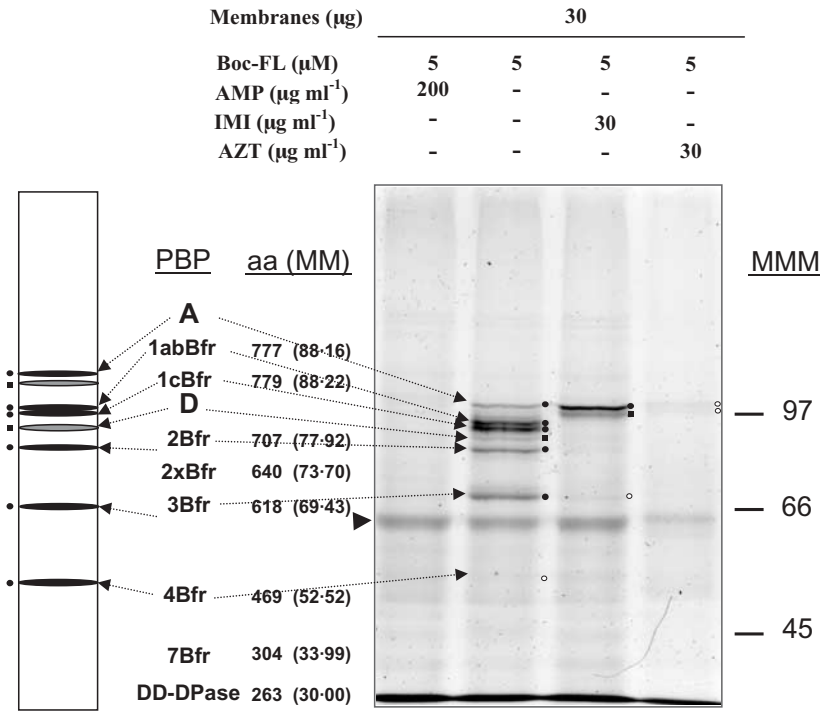 Membranes (µg) 30
Boc-FL (µM) 5 5 5 5
AMP (µg ml-1) 200 - - -
IMI (µg ml-1) - - 30 -
AZT (µg ml-1) - - - 30
PBP aa (MM) MMM
A
1abBfr 777 (88·16)
1cBfr 779 (88·22)
D
97
2Bfr 707 (77·92)
2xBfr 640 (73·70)
3Bfr 618 (69·43)
66
4Bfr 469 (52·52)
45
7Bfr 304 (33·99)
DD-DPase 263 (30·00)